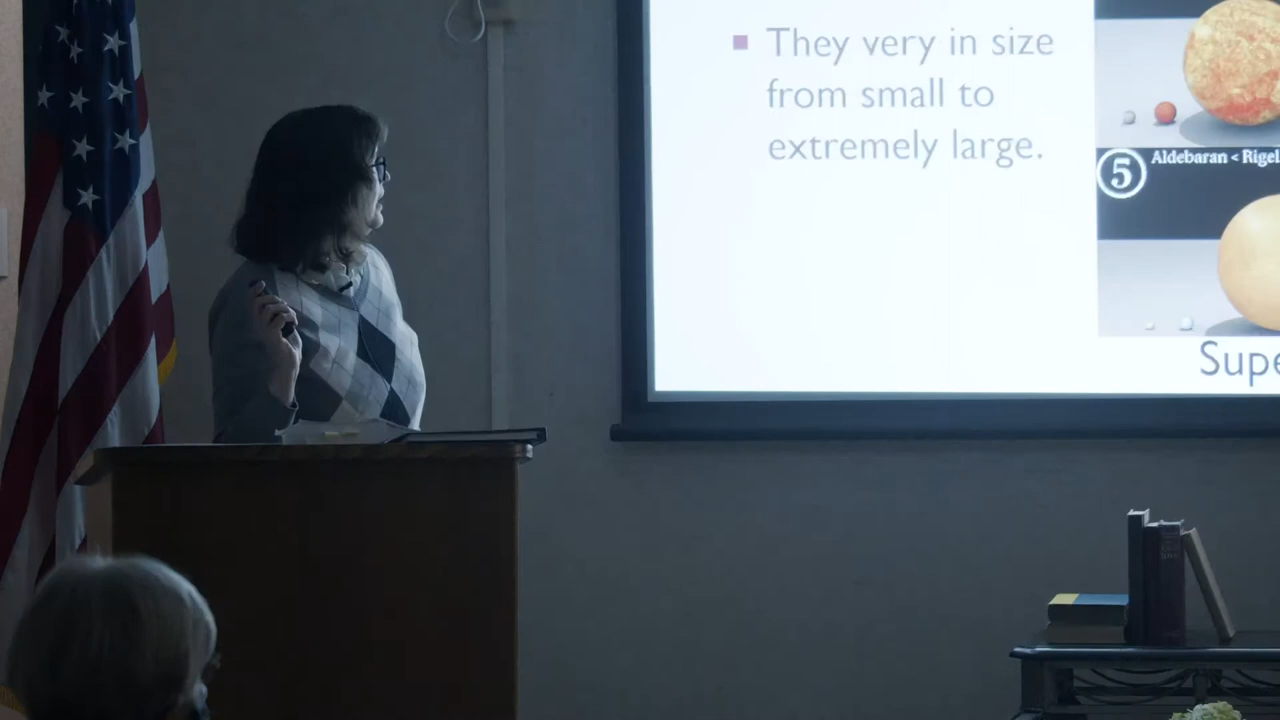 They very in size
from small to
extremely large.
5 Aldebaran < Rigel
Supe